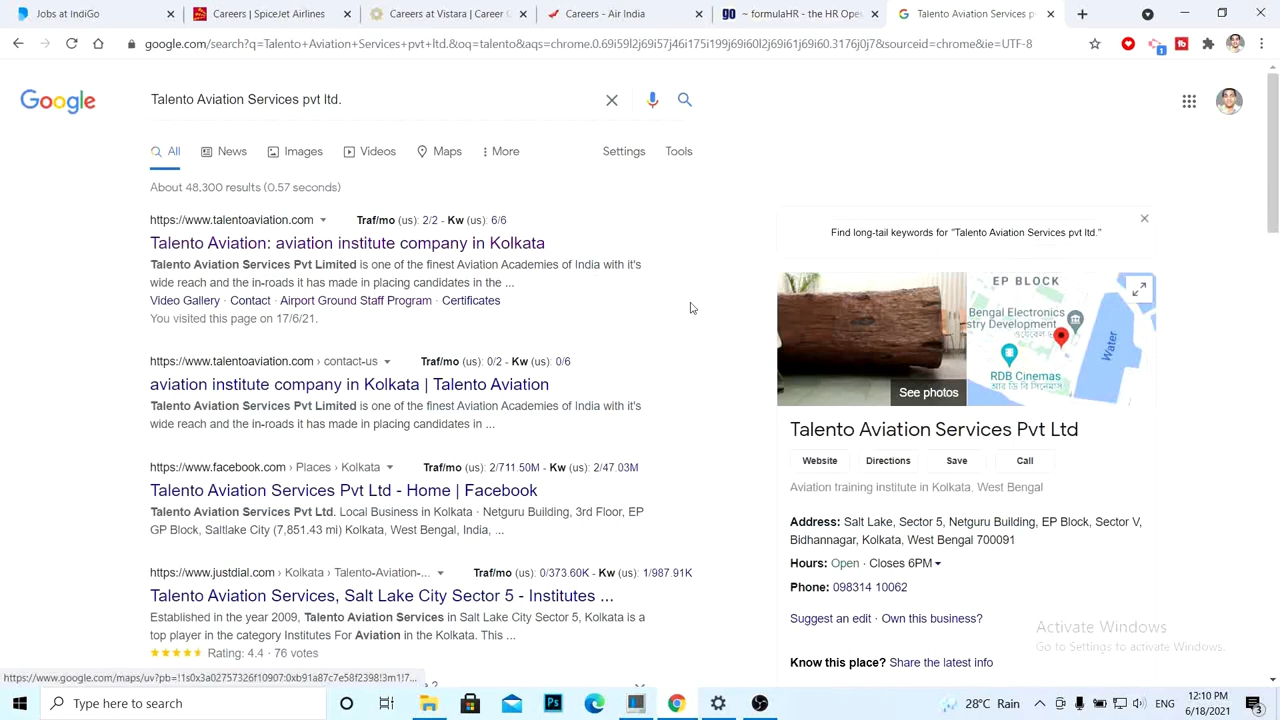 Jobs at IndiGo
Careers | SpiceJet Airlines
Careers at Vistara | Career
Careers - Air India
~ formulaHR - the HR Ope
Talento Aviation Services p
google.com/search?q=Talento+Aviation+Services+pvt+ltd.&oq=talento&aqs=chrome.0.69i59l2j69i57j46i175i199j69i60l2j69i61j69i60.3176j0j7&sourceid=chrome&ie=UTF-8
Google
Talento Aviation Services pvt ltd.
All News Images Videos Maps More Settings Tools
About 48,300 results (0.57 seconds)
https://www.talentoaviation.com Traf/mo (us): 2/2 - Kw (us): 6/6
Talento Aviation: aviation institute company in Kolkata
Talento Aviation Services Pvt Limited is one of the finest Aviation Academies of India with it's
wide reach and the in-roads it has made in placing candidates in the ...
Video Gallery · Contact · Airport Ground Staff Program · Certificates
You visited this page on 17/6/21.
https://www.talentoaviation.com › contact-us Traf/mo (us): 0/2 - Kw (us): 0/6
aviation institute company in Kolkata | Talento Aviation
Talento Aviation Services Pvt Limited is one of the finest Aviation Academies of India with it's
wide reach and the in-roads it has made in placing candidates in ...
https://www.facebook.com › Places › Kolkata Traf/mo (us): 2/711.50M - Kw (us): 2/47.03M
Talento Aviation Services Pvt Ltd - Home | Facebook
Talento Aviation Services Pvt Ltd. Local Business in Kolkata · Netguru Building, 3rd Floor, EP
GP Block, Saltlake City (7,851.43 mi) Kolkata, West Bengal, India, ...
https://www.justdial.com › Kolkata › Talento-Aviation-... Traf/mo (us): 0/373.60K - Kw (us): 1/987.91K
Talento Aviation Services, Salt Lake City Sector 5 - Institutes ...
Established in the year 2009, Talento Aviation Services in Salt Lake City Sector 5, Kolkata is a
top player in the category Institutes For Aviation in the Kolkata. This ...
Rating: 4.4 · 76 votes
Find long-tail keywords for "Talento Aviation Services pvt ltd."
EP BLOCK
Bengal Electronics
stry Development
RDB Cinemas
আর ডি বি সিনেমাস
Water
See photos
Talento Aviation Services Pvt Ltd
Website Directions Save Call
Aviation training institute in Kolkata, West Bengal
Address: Salt Lake, Sector 5, Netguru Building, EP Block, Sector V,
Bidhannagar, Kolkata, West Bengal 700091
Hours: Open · Closes 6PM
Phone: 098314 10062
Suggest an edit · Own this business?
Know this place? Share the latest info
Activate Windows
Go to Settings to activate Windows.
https://www.google.com/maps/uv?pb=!1s0x3a02757326f10907:0xb91a87c7e58f2398!3m1!7...
Type here to search
28°C Rain
12:10 PM
6/18/2021
3